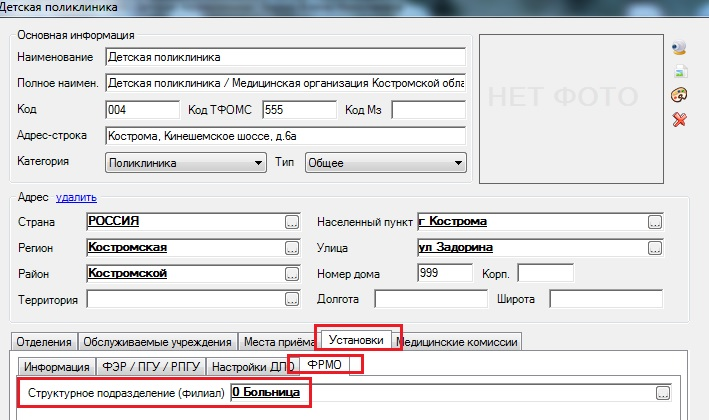 Детская поликлиника
Основная информация
Наименование Детская поликлиника
НЕТ ФОТО
Полное наимен. Детская поликлиника / Медицинская организация Костромской обла
Код 004 Код ТФОМС 555 Код Мз
Адрес-строка Кострома, Кинешемское шоссе, д.6а
Категория Поликлиника Тип Общее
Адрес удалить
Страна РОССИЯ ... Населенный пункт г Кострома ...
Регион Костромская ... Улица ул Задорина ...
Район Костромской ... Номер дома 999 Корп.
Территория ... Долгота Широта
Отделения Обслуживаемые учреждения Места приёма Установки Медицинские комиссии
Информация ФЭР / ПГУ / РПГУ Настройки ДЛО ФРМО
Структурное подразделение (филиал) 0 Больница ...